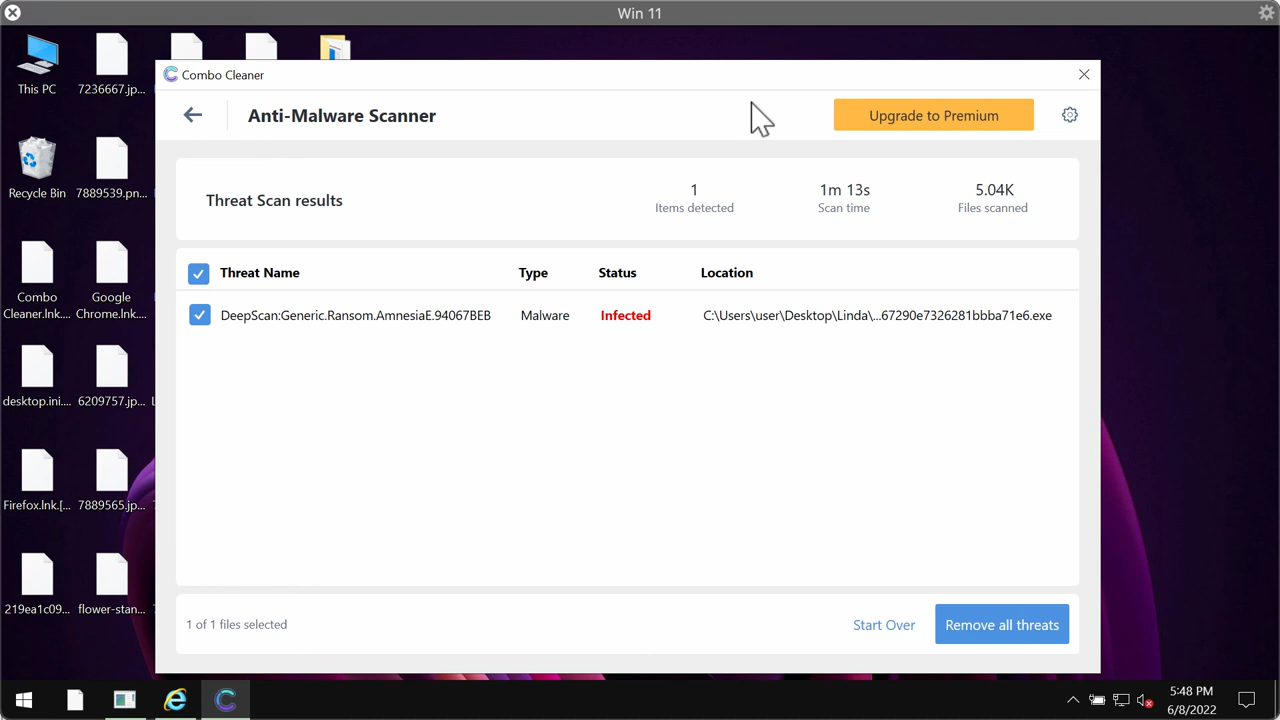 Win 11
This PC
7236667.jp...
Recycle Bin
7889539.pn...
Combo
Cleaner.lnk....
Google
Chrome.lnk....
desktop.ini....
6209757.jp...
Firefox.lnk.[...
7889565.jp...
219ea1c09...
flower-stan...
Combo Cleaner
Anti-Malware Scanner
Upgrade to Premium
Threat Scan results
1
Items detected
1m 13s
Scan time
5.04K
Files scanned
Threat Name Type Status Location
DeepScan:Generic.Ransom.AmnesiaE.94067BEB Malware Infected C:\Users\user\Desktop\Linda\...67290e7326281bbba71e6.exe
1 of 1 files selected
Start Over
Remove all threats
5:48 PM
6/8/2022